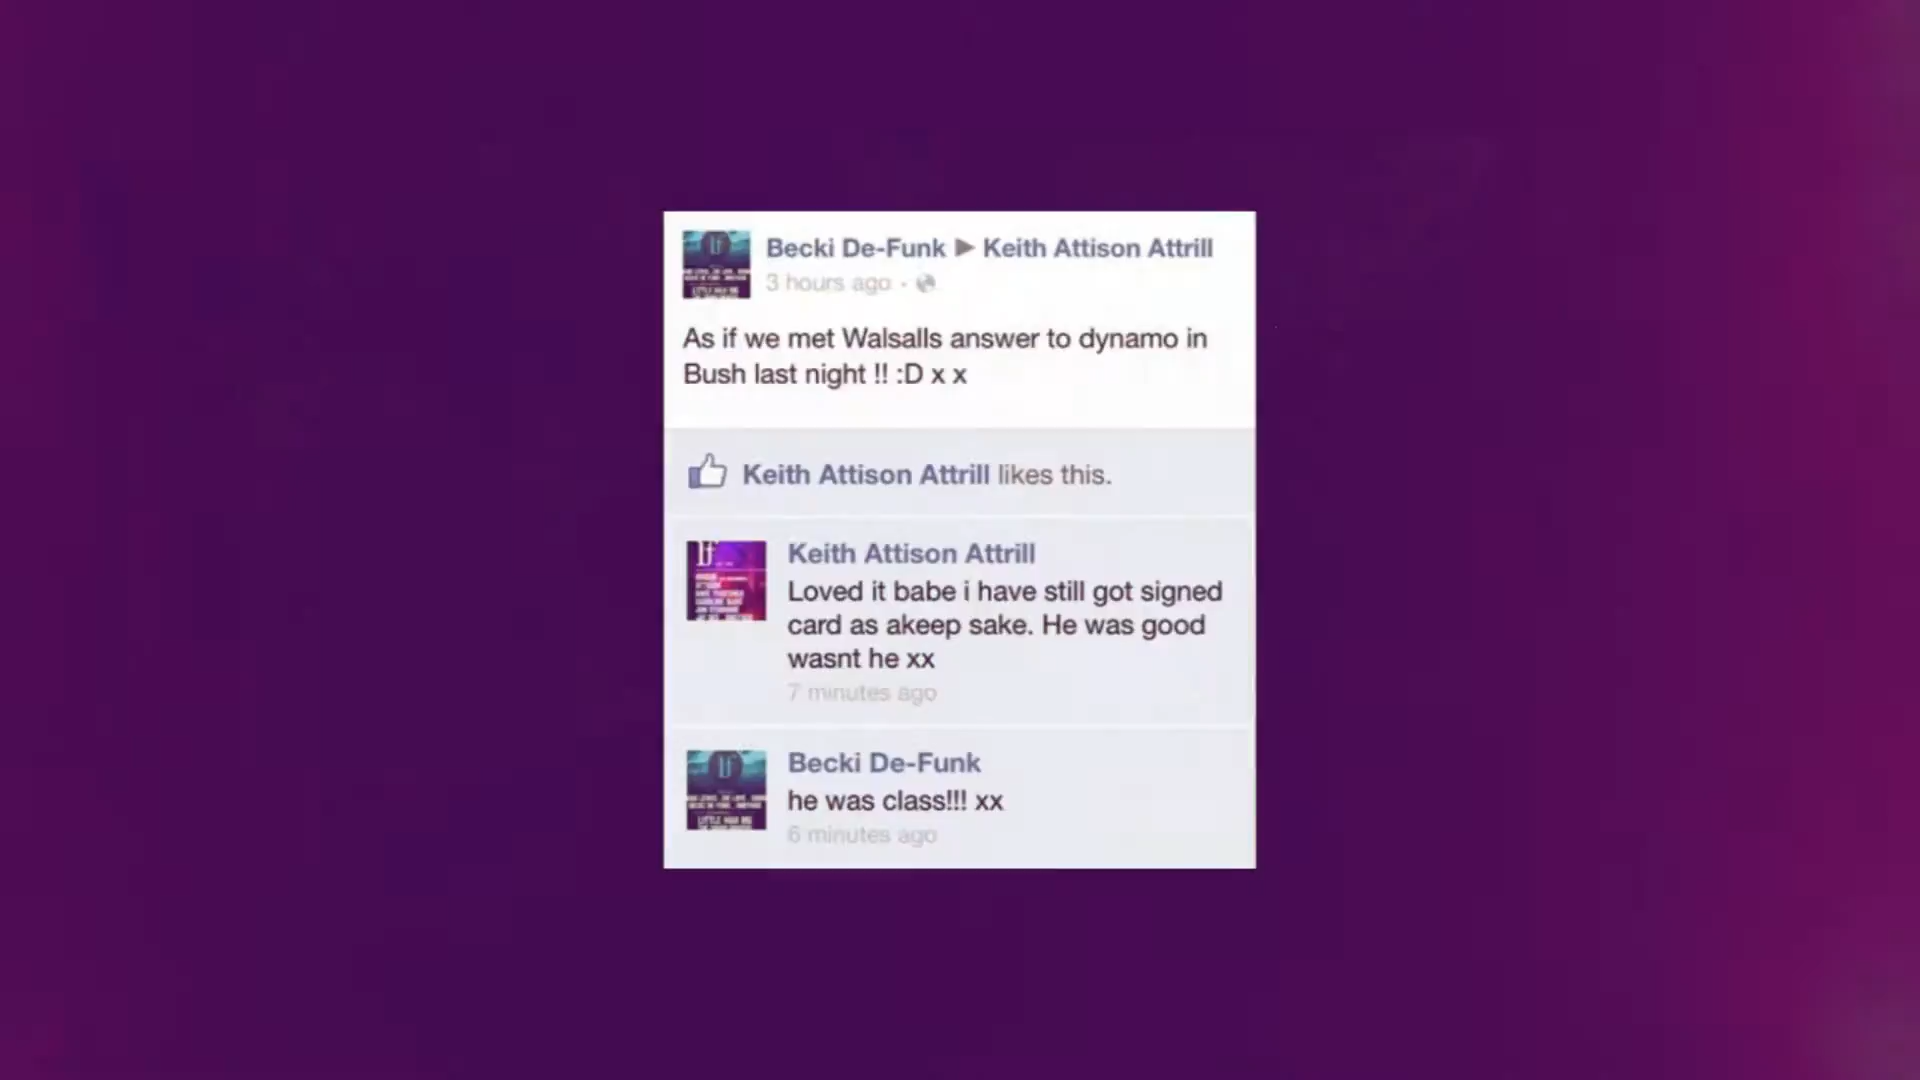 Becki De-Funk ▶ Keith Attison Attrill
3 hours ago ·
As if we met Walsalls answer to dynamo in
Bush last night !! :D x x
Keith Attison Attrill likes this.
Keith Attison Attrill
Loved it babe i have still got signed
card as akeep sake. He was good
wasnt he xx
7 minutes ago
Becki De-Funk
he was class!!! xx
6 minutes ago